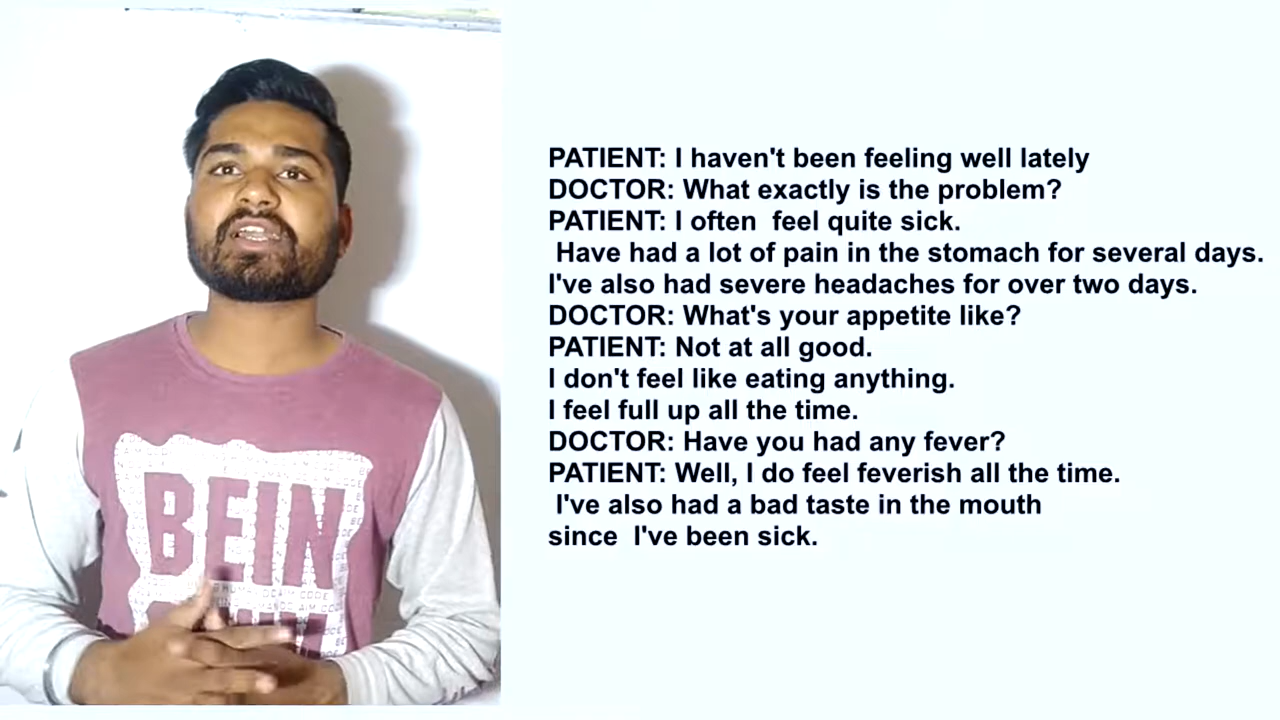 PATIENT: I haven't been feeling well lately
DOCTOR: What exactly is the problem?
PATIENT: I often feel quite sick.
Have had a lot of pain in the stomach for several days.
I've also had severe headaches for over two days.
DOCTOR: What's your appetite like?
PATIENT: Not at all good.
I don't feel like eating anything.
I feel full up all the time.
DOCTOR: Have you had any fever?
PATIENT: Well, I do feel feverish all the time.
I've also had a bad taste in the mouth
since I've been sick.
BEIN